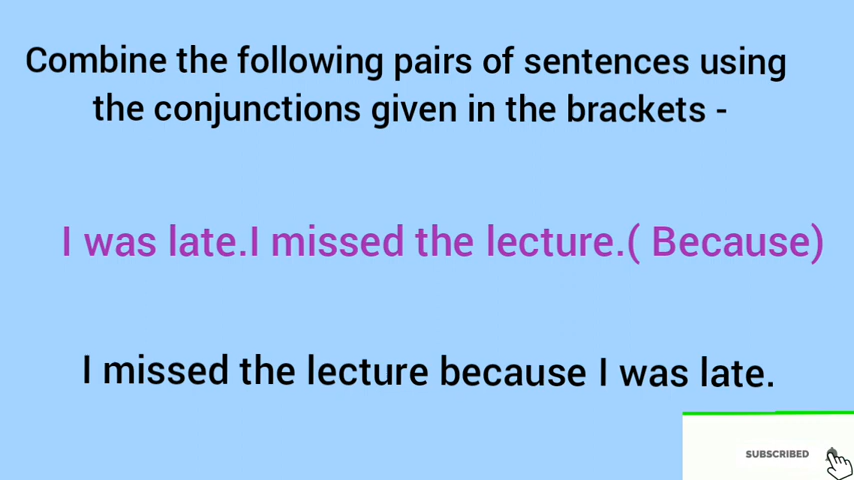 Combine the following pairs of sentences using
the conjunctions given in the brackets -
I was late.I missed the lecture.( Because)
I missed the lecture because I was late.
SUBSCRIBED